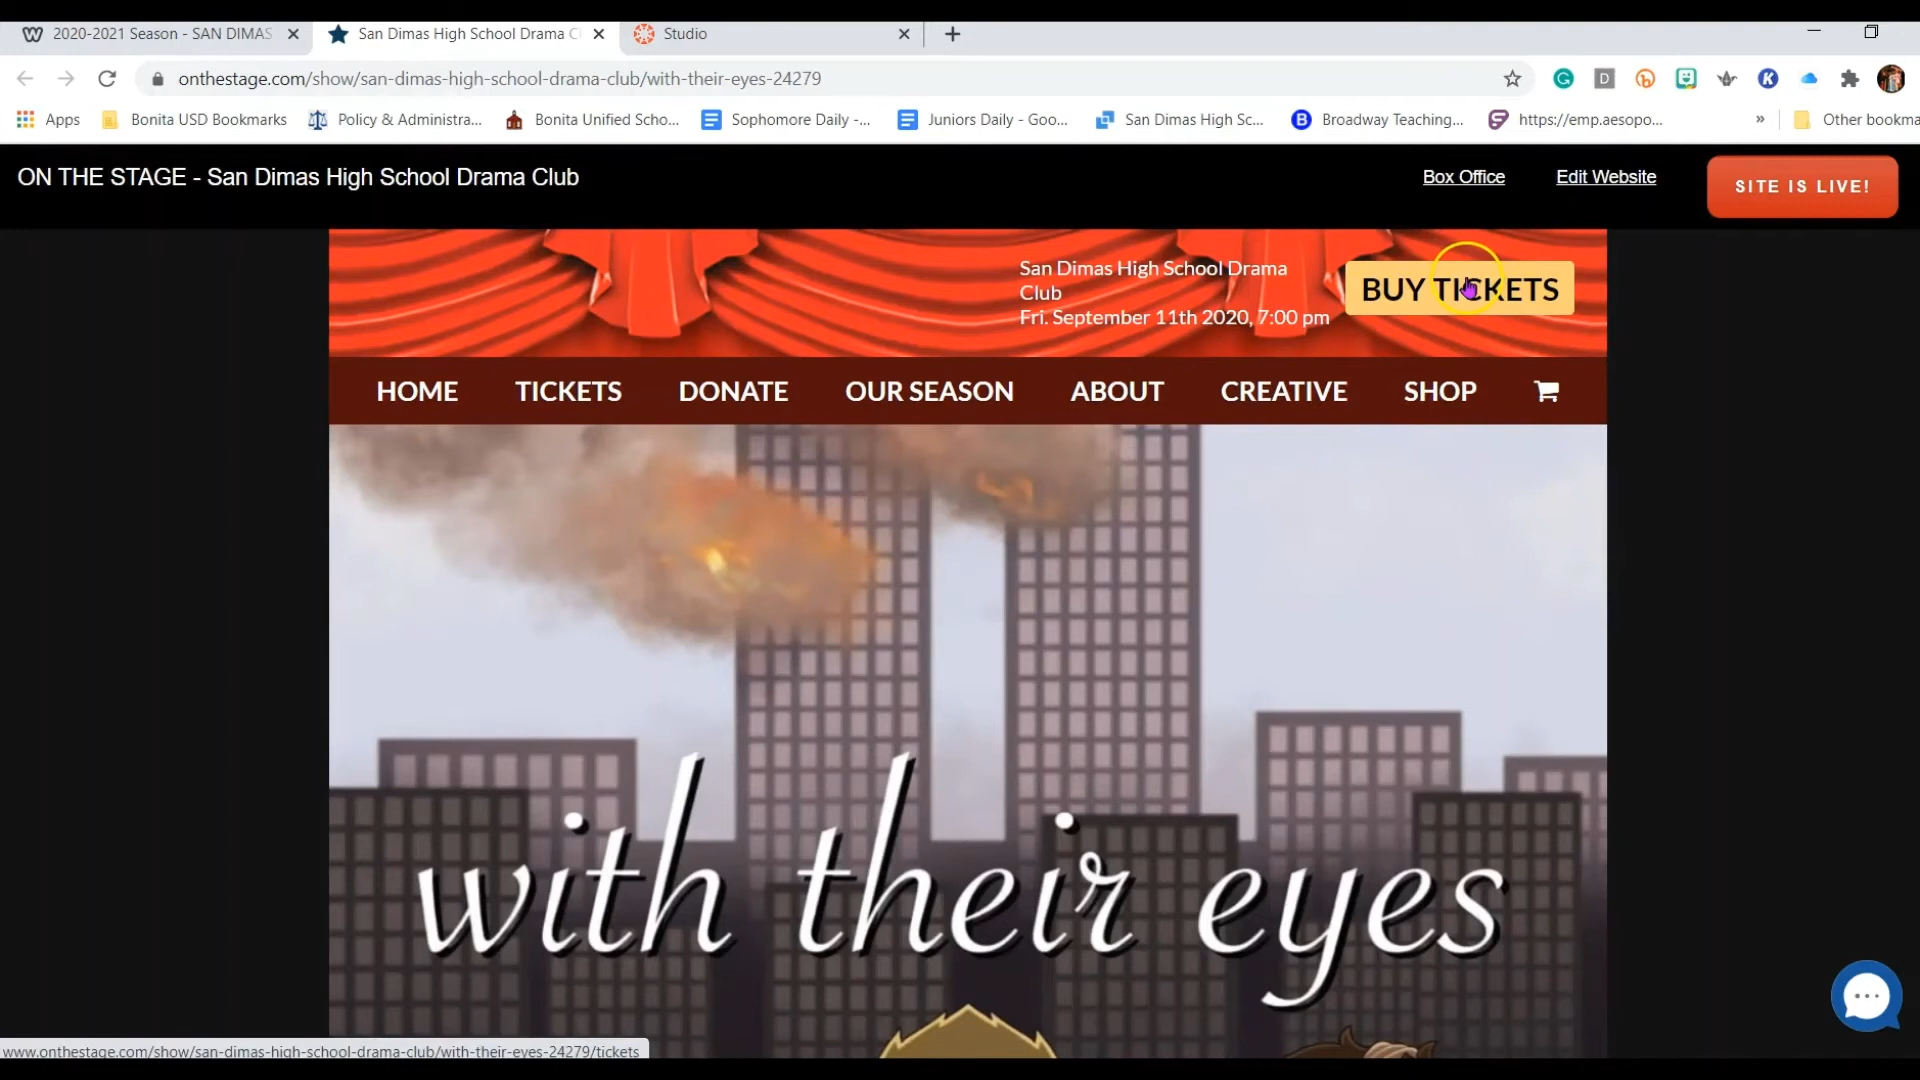 2020-2021 Season - SAN DIMAS
San Dimas High School Drama C
Studio
onthestage.com/show/san-dimas-high-school-drama-club/with-their-eyes-24279
Apps
Bonita USD Bookmarks
Policy & Administra...
Bonita Unified Scho...
Sophomore Daily -...
Juniors Daily - Goo...
San Dimas High Sc...
Broadway Teaching...
https://emp.aesopo...
»
Other bookma
ON THE STAGE - San Dimas High School Drama Club
Box Office
Edit Website
SITE IS LIVE!
San Dimas High School Drama
Club
Fri. September 11th 2020, 7:00 pm
BUY TICKETS
HOME
TICKETS
DONATE
OUR SEASON
ABOUT
CREATIVE
SHOP
with their eyes
www.onthestage.com/show/san-dimas-high-school-drama-club/with-their-eyes-24279/tickets